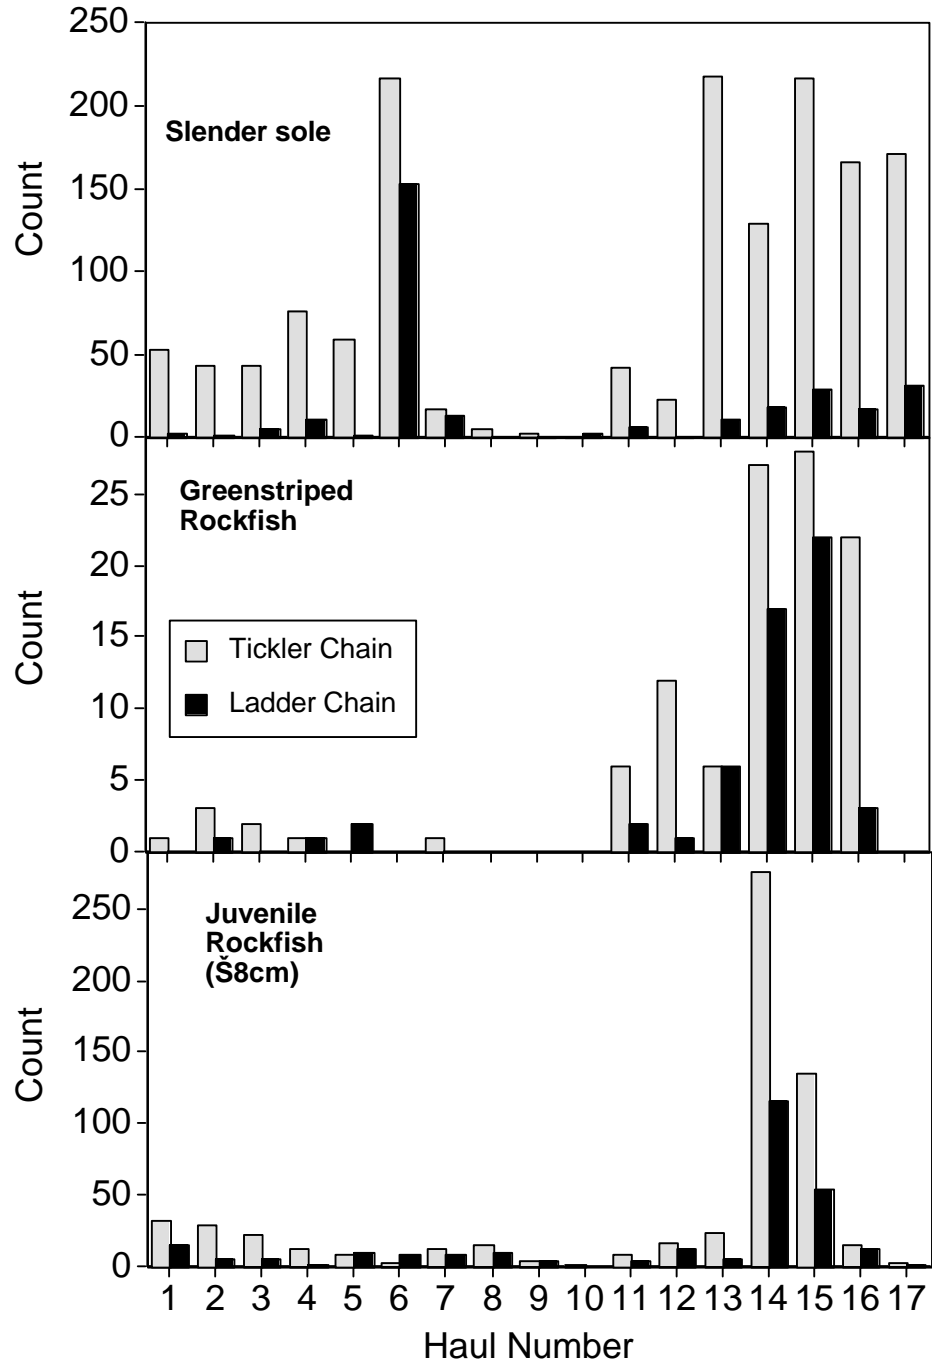 250
200
150
100
50
0
Count
Slender sole
25
20
15
10
5
0
Count
Greenstriped
Rockfish
Tickler Chain
Ladder Chain
250
200
150
100
50
0
Count
Juvenile
Rockfish
(Š8cm)
1 2 3 4 5 6 7 8 9 10 11 12 13 14 15 16 17
Haul Number